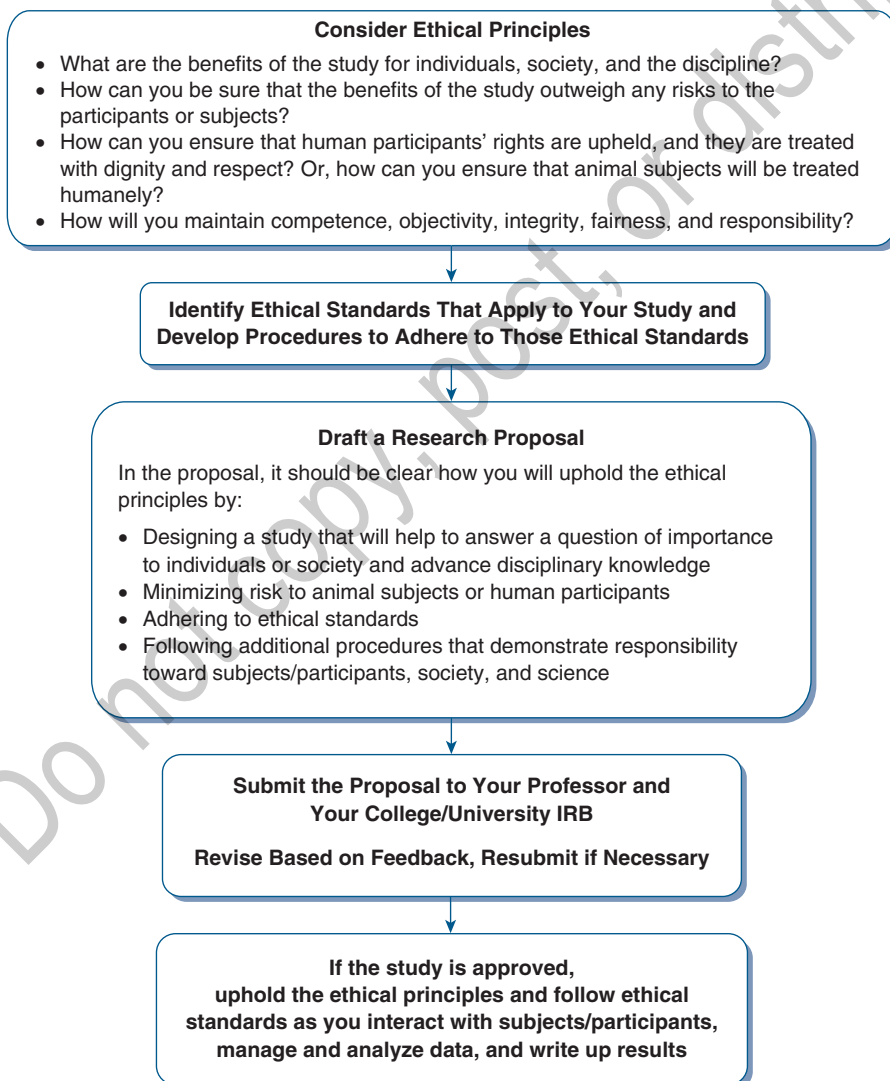 Consider Ethical Principles
• What are the benefits of the study for individuals, society, and the discipline?
• How can you be sure that the benefits of the study outweigh any risks to the
participants or subjects?
• How can you ensure that human participants’ rights are upheld, and they are treated
with dignity and respect? Or, how can you ensure that animal subjects will be treated
humanely?
• How will you maintain competence, objectivity, integrity, fairness, and responsibility?
Identify Ethical Standards That Apply to Your Study and
Develop Procedures to Adhere to Those Ethical Standards
Draft a Research Proposal
In the proposal, it should be clear how you will uphold the ethical
principles by:
• Designing a study that will help to answer a question of importance
to individuals or society and advance disciplinary knowledge
• Minimizing risk to animal subjects or human participants
• Adhering to ethical standards
• Following additional procedures that demonstrate responsibility
toward subjects/participants, society, and science
Submit the Proposal to Your Professor and
Your College/University IRB
Revise Based on Feedback, Resubmit if Necessary
If the study is approved,
uphold the ethical principles and follow ethical
standards as you interact with subjects/participants,
manage and analyze data, and write up results
Do not copy, post, or